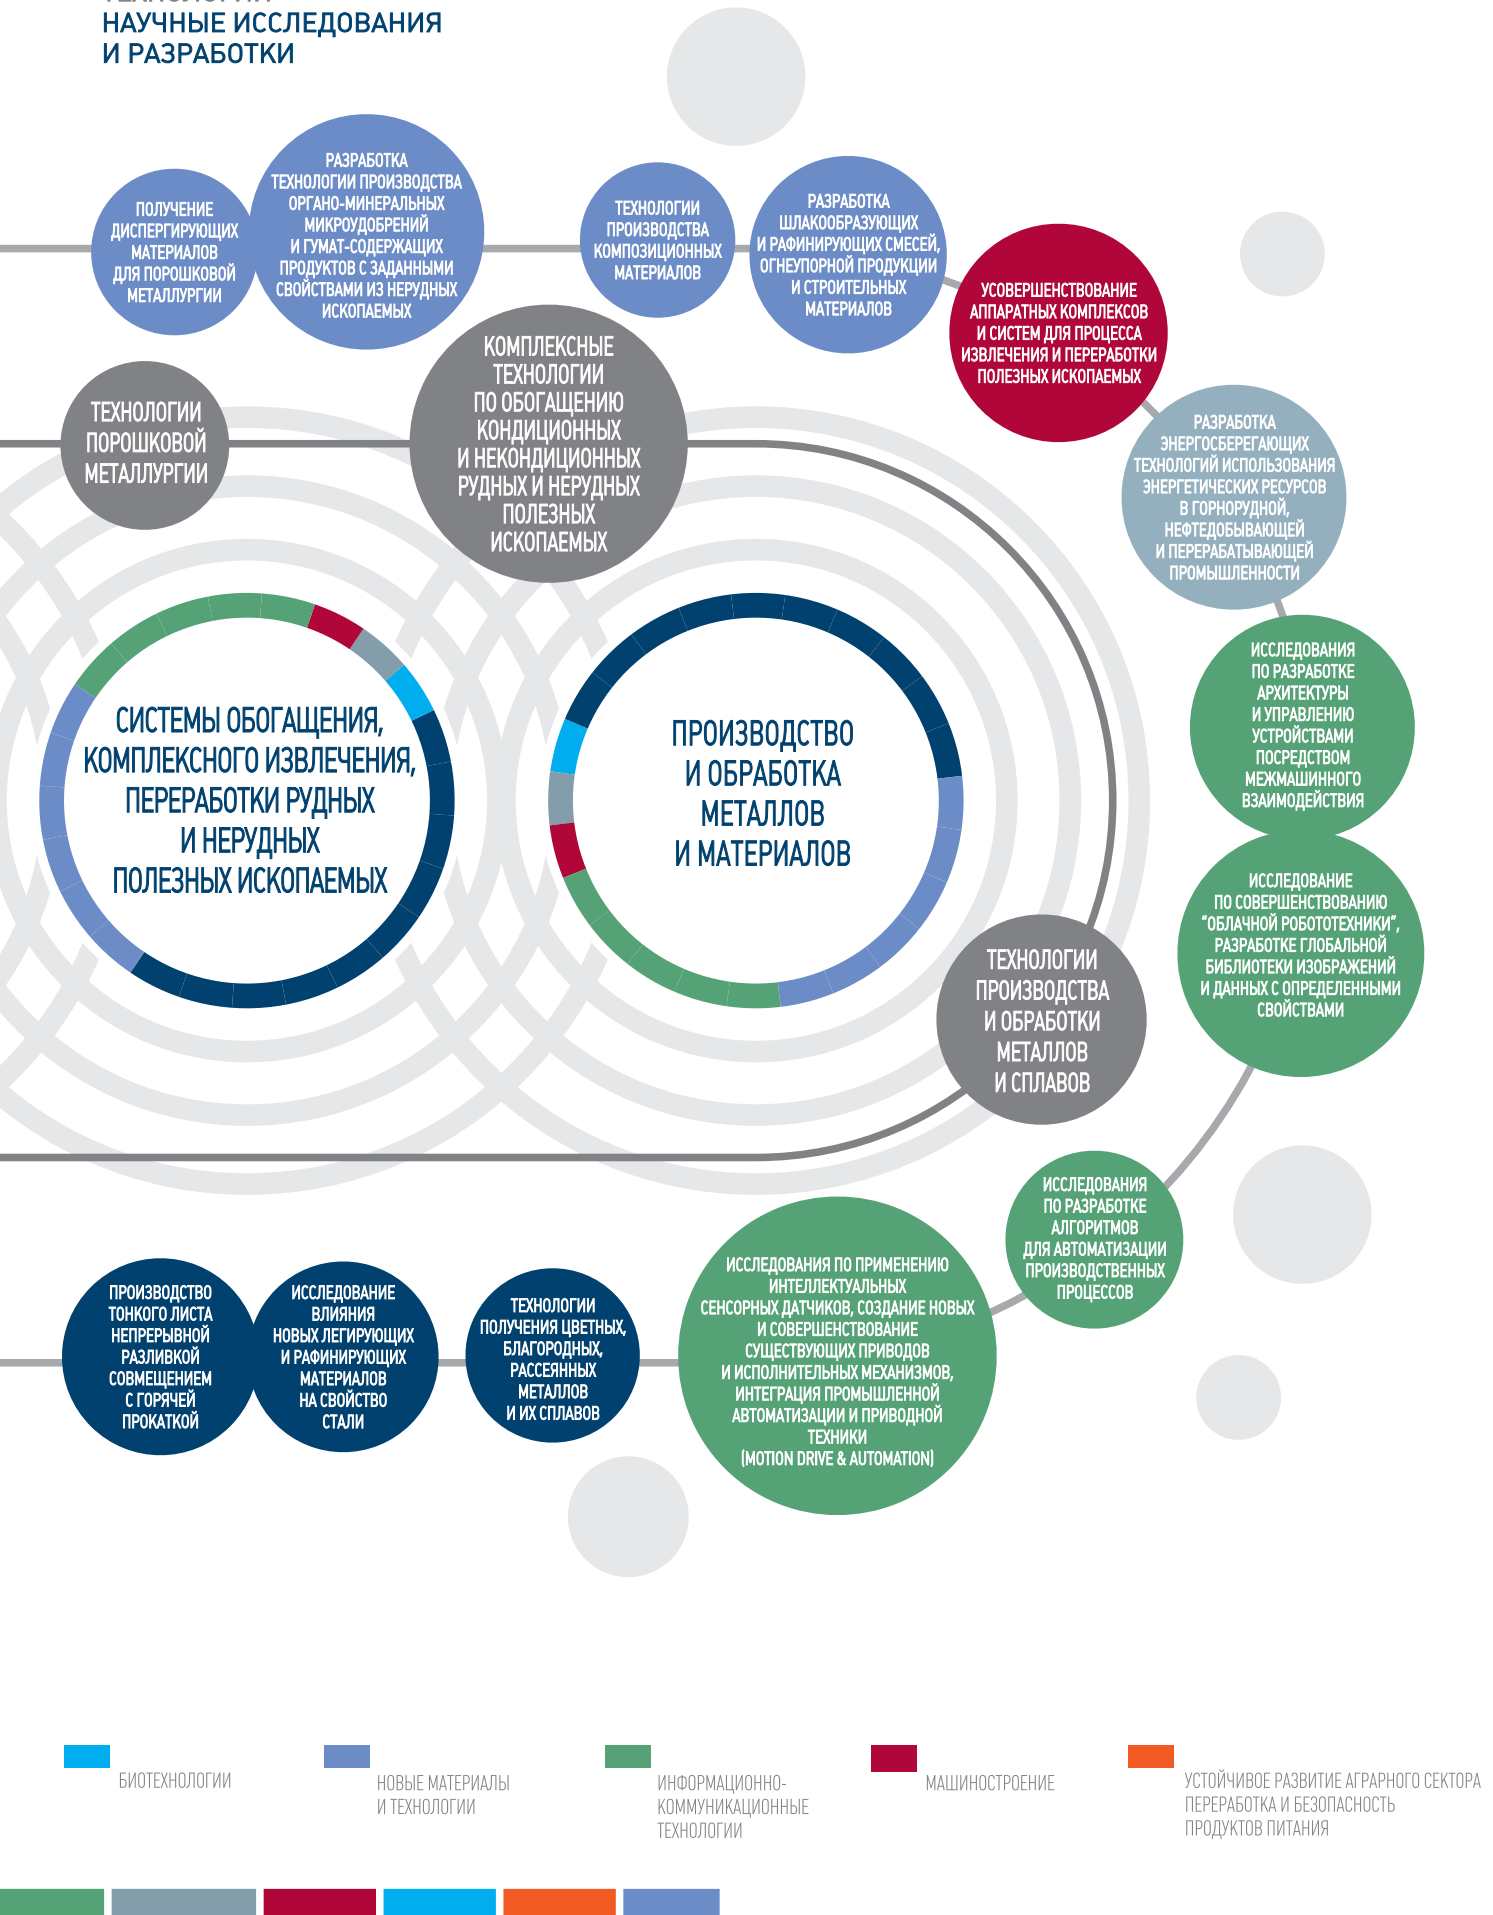 ТЕХНОЛОГИИ
НАУЧНЫЕ ИССЛЕДОВАНИЯ
И РАЗРАБОТКИ
ПОЛУЧЕНИЕ
ДИСПЕРГИРУЮЩИХ
МАТЕРИАЛОВ
ДЛЯ ПОРОШКОВОЙ
МЕТАЛЛУРГИИ
РАЗРАБОТКА
ТЕХНОЛОГИИ ПРОИЗВОДСТВА
ОРГАНО-МИНЕРАЛЬНЫХ
МИКРОУДОБРЕНИЙ
И ГУМАТ-СОДЕРЖАЩИХ
ПРОДУКТОВ С ЗАДАННЫМИ
СВОЙСТВАМИ ИЗ НЕРУДНЫХ
ИСКОПАЕМЫХ
ТЕХНОЛОГИИ
ПРОИЗВОДСТВА
КОМПОЗИЦИОННЫХ
МАТЕРИАЛОВ
РАЗРАБОТКА
ШЛАКООБРАЗУЮЩИХ
И РАФИНИРУЮЩИХ СМЕСЕЙ,
ОГНЕУПОРНОЙ ПРОДУКЦИИ
И СТРОИТЕЛЬНЫХ
МАТЕРИАЛОВ
УСОВЕРШЕНСТВОВАНИЕ
АППАРАТНЫХ КОМПЛЕКСОВ
И СИСТЕМ ДЛЯ ПРОЦЕССА
ИЗВЛЕЧЕНИЯ И ПЕРЕРАБОТКИ
ПОЛЕЗНЫХ ИСКОПАЕМЫХ
ТЕХНОЛОГИИ
ПОРОШКОВОЙ
МЕТАЛЛУРГИИ
КОМПЛЕКСНЫЕ
ТЕХНОЛОГИИ
ПО ОБОГАЩЕНИЮ
КОНДИЦИОННЫХ
И НЕКОНДИЦИОННЫХ
РУДНЫХ И НЕРУДНЫХ
ПОЛЕЗНЫХ
ИСКОПАЕМЫХ
РАЗРАБОТКА
ЭНЕРГОСБЕРЕГАЮЩИХ
ТЕХНОЛОГИЙ ИСПОЛЬЗОВАНИЯ
ЭНЕРГЕТИЧЕСКИХ РЕСУРСОВ
В ГОРНОРУДНОЙ,
НЕФТЕДОБЫВАЮЩЕЙ
И ПЕРЕРАБАТЫВАЮЩЕЙ
ПРОМЫШЛЕННОСТИ
СИСТЕМЫ ОБОГАЩЕНИЯ,
КОМПЛЕКСНОГО ИЗВЛЕЧЕНИЯ,
ПЕРЕРАБОТКИ РУДНЫХ
И НЕРУДНЫХ
ПОЛЕЗНЫХ ИСКОПАЕМЫХ
ПРОИЗВОДСТВО
И ОБРАБОТКА
МЕТАЛЛОВ
И МАТЕРИАЛОВ
ИССЛЕДОВАНИЯ
ПО РАЗРАБОТКЕ
АРХИТЕКТУРЫ
И УПРАВЛЕНИЮ
УСТРОЙСТВАМИ
ПОСРЕДСТВОМ
МЕЖМАШИННОГО
ВЗАИМОДЕЙСТВИЯ
ИССЛЕДОВАНИЕ
ПО СОВЕРШЕНСТВОВАНИЮ
“ОБЛАЧНОЙ РОБОТОТЕХНИКИ”,
РАЗРАБОТКЕ ГЛОБАЛЬНОЙ
БИБЛИОТЕКИ ИЗОБРАЖЕНИЙ
И ДАННЫХ С ОПРЕДЕЛЕННЫМИ
СВОЙСТВАМИ
ТЕХНОЛОГИИ
ПРОИЗВОДСТВА
И ОБРАБОТКИ
МЕТАЛЛОВ
И СПЛАВОВ
ИССЛЕДОВАНИЯ
ПО РАЗРАБОТКЕ
АЛГОРИТМОВ
ДЛЯ АВТОМАТИЗАЦИИ
ПРОИЗВОДСТВЕННЫХ
ПРОЦЕССОВ
ПРОИЗВОДСТВО
ТОНКОГО ЛИСТА
НЕПРЕРЫВНОЙ
РАЗЛИВКОЙ
СОВМЕЩЕНИЕМ
С ГОРЯЧЕЙ
ПРОКАТКОЙ
ИССЛЕДОВАНИЕ
ВЛИЯНИЯ
НОВЫХ ЛЕГИРУЮЩИХ
И РАФИНИРУЮЩИХ
МАТЕРИАЛОВ
НА СВОЙСТВО
СТАЛИ
ТЕХНОЛОГИИ
ПОЛУЧЕНИЯ ЦВЕТНЫХ,
БЛАГОРОДНЫХ,
РАССЕЯННЫХ
МЕТАЛЛОВ
И ИХ СПЛАВОВ
ИССЛЕДОВАНИЯ ПО ПРИМЕНЕНИЮ
ИНТЕЛЛЕКТУАЛЬНЫХ
СЕНСОРНЫХ ДАТЧИКОВ, СОЗДАНИЕ НОВЫХ
И СОВЕРШЕНСТВОВАНИЕ
СУЩЕСТВУЮЩИХ ПРИВОДОВ
И ИСПОЛНИТЕЛЬНЫХ МЕХАНИЗМОВ,
ИНТЕГРАЦИЯ ПРОМЫШЛЕННОЙ
АВТОМАТИЗАЦИИ И ПРИВОДНОЙ
ТЕХНИКИ
(MOTION DRIVE & AUTOMATION)
БИОТЕХНОЛОГИИ
НОВЫЕ МАТЕРИАЛЫ
И ТЕХНОЛОГИИ
ИНФОРМАЦИОННО-
КОММУНИКАЦИОННЫЕ
ТЕХНОЛОГИИ
МАШИНОСТРОЕНИЕ
УСТОЙЧИВОЕ РАЗВИТИЕ АГРАРНОГО СЕКТОРА
ПЕРЕРАБОТКА И БЕЗОПАСНОСТЬ
ПРОДУКТОВ ПИТАНИЯ